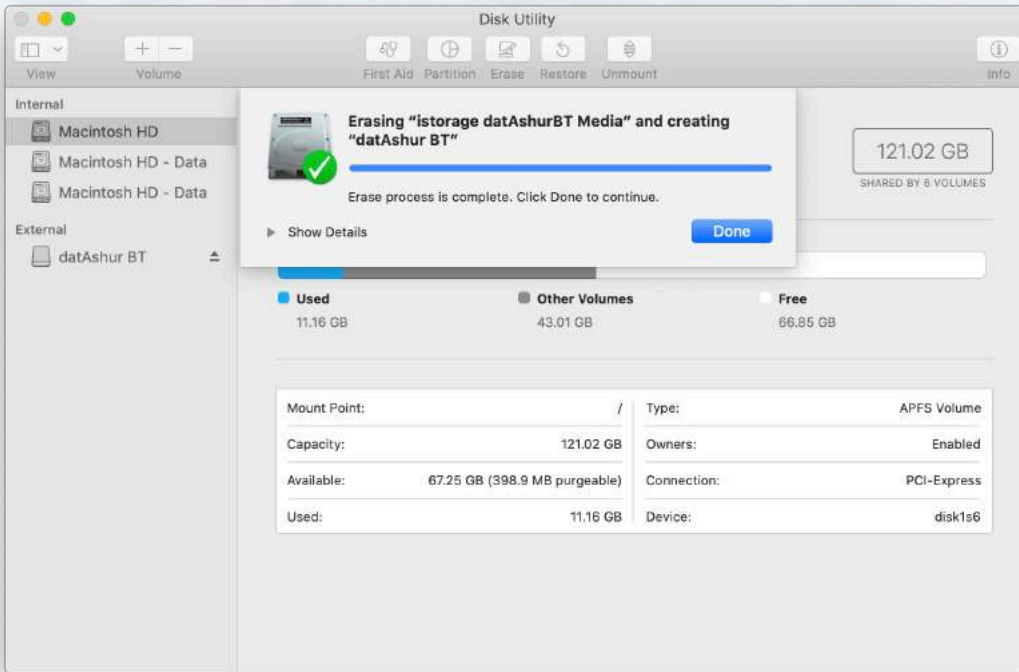 Disk Utility
View
Volume
First Aid
Partition
Erase
Restore
Unmount
Info
Internal
Macintosh HD
Macintosh HD - Data
Macintosh HD - Data
External
datAshur BT
Erasing “istorage datAshurBT Media” and creating
“datAshur BT”
Erase process is complete. Click Done to continue.
Show Details
Done
121.02 GB
SHARED BY 6 VOLUMES
Used
11.16 GB
Other Volumes
43.01 GB
Free
66.85 GB
Mount Point: /
Type: APFS Volume
Capacity: 121.02 GB
Owners: Enabled
Available: 67.25 GB (398.9 MB purgeable)
Connection: PCI-Express
Used: 11.16 GB
Device: disk1s6